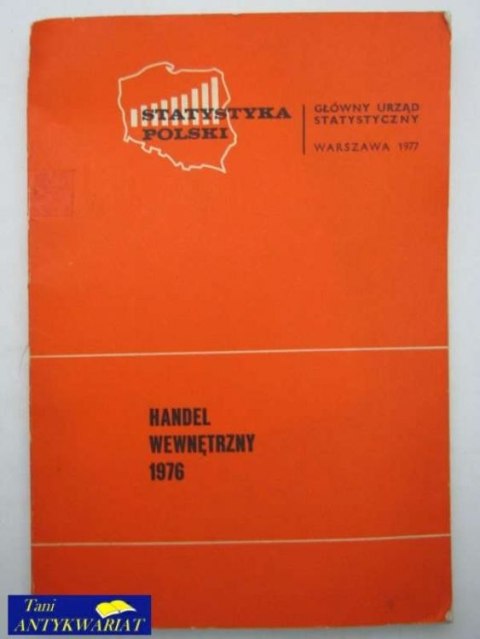 STATYSTYKA
POLSKI
GŁÓWNY URZĄD
STATYSTYCZNY
WARSZAWA 1977
HANDEL
WEWNĘTRZNY
1976
Tani
ANTYKWARIAT